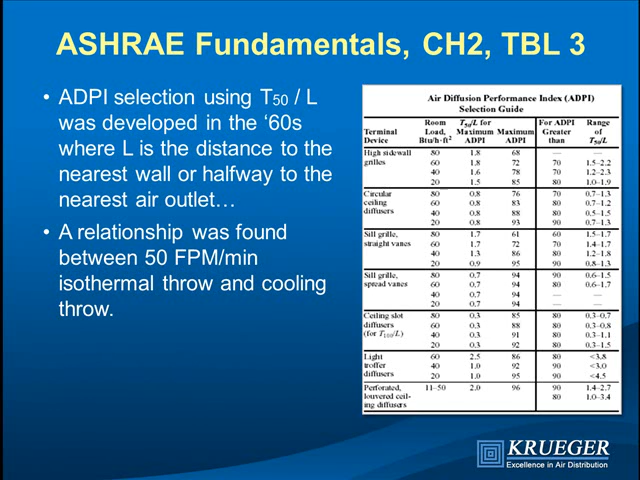 ASHRAE Fundamentals, CH2, TBL 3
• ADPI selection using T50 / L
was developed in the ‘60s
where L is the distance to the
nearest wall or halfway to the
nearest air outlet…
• A relationship was found
between 50 FPM/min
isothermal throw and cooling
throw.
Air Diffusion Performance Index (ADPI)
Selection Guide
Terminal Device Room Load, Btu/h·ft² T50/L for Maximum ADPI Maximum ADPI For ADPI Greater than Range of T50/L
High sidewall 80 1.8 68 — —
grilles 60 1.8 72 70 1.5–2.2
40 1.6 78 70 1.2–2.3
20 1.5 85 80 1.0–1.9
Circular 80 0.8 76 70 0.7–1.3
ceiling 60 0.8 83 80 0.7–1.2
diffusers 40 0.8 88 80 0.5–1.5
20 0.8 93 90 0.7–1.3
Sill grille, 80 1.7 61 60 1.5–1.7
straight vanes 60 1.7 72 70 1.4–1.7
40 1.3 86 80 1.2–1.8
20 0.9 95 90 0.8–1.3
Sill grille, 80 0.7 94 90 0.6–1.5
spread vanes 60 0.7 94 80 0.6–1.7
40 0.7 94 — —
20 0.7 94 — —
Ceiling slot 80 0.3 85 80 0.3–0.7
diffusers 60 0.3 88 80 0.3–0.8
(for T100/L) 40 0.3 91 80 0.3–1.1
20 0.3 92 80 0.3–1.5
Light 60 2.5 86 80 <3.8
troffer 40 1.0 92 90 <3.0
diffusers 20 1.0 95 90 <4.5
Perforated, 11–50 2.0 96 90 1.4–2.7
louvered ceil- 80 1.0–3.4
ing diffusers
KRUEGER
Excellence in Air Distribution